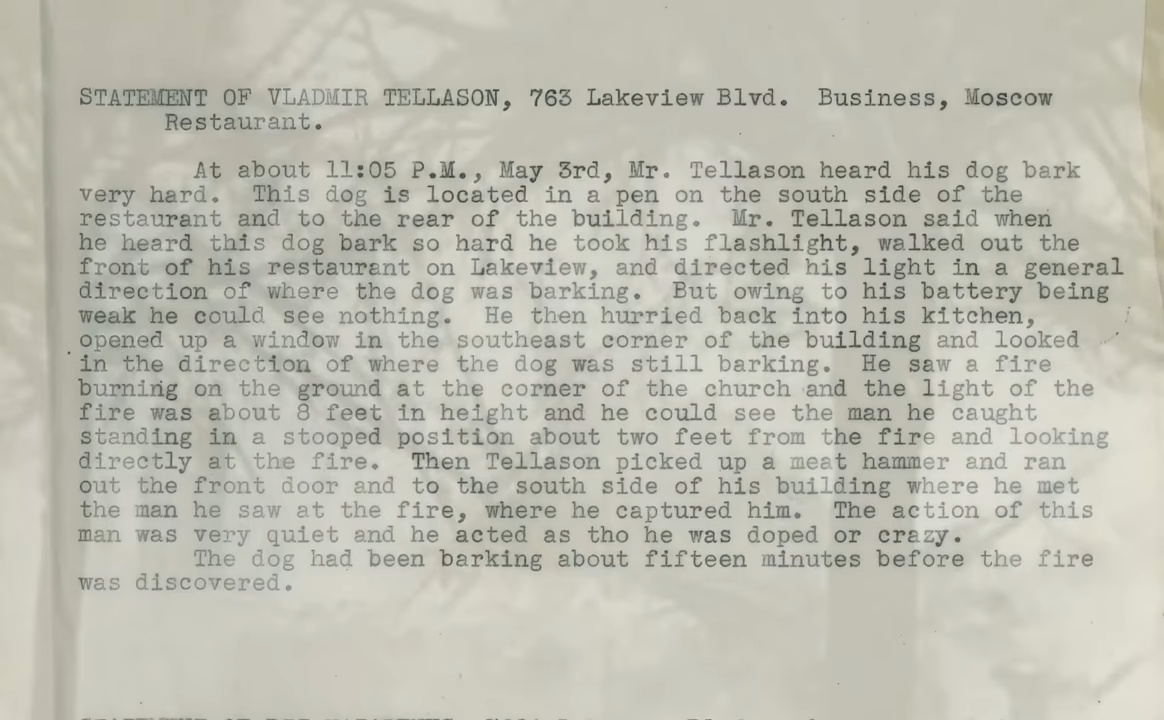 STATEMENT OF VLADMIR TELLASON, 763 Lakeview Blvd. Business, Moscow
Restaurant.
At about 11:05 P.M., May 3rd, Mr. Tellason heard his dog bark
very hard. This dog is located in a pen on the south side of the
restaurant and to the rear of the building. Mr. Tellason said when
he heard this dog bark so hard he took his flashlight, walked out the
front of his restaurant on Lakeview, and directed his light in a general
direction of where the dog was barking. But owing to his battery being
weak he could see nothing. He then hurried back into his kitchen,
opened up a window in the southeast corner of the building and looked
in the direction of where the dog was still barking. He saw a fire
burning on the ground at the corner of the church and the light of the
fire was about 8 feet in height and he could see the man he caught
standing in a stooped position about two feet from the fire and looking
directly at the fire. Then Tellason picked up a meat hammer and ran
out the front door and to the south side of his building where he met
the man he saw at the fire, where he captured him. The action of this
man was very quiet and he acted as tho he was doped or crazy.
The dog had been barking about fifteen minutes before the fire
was discovered.